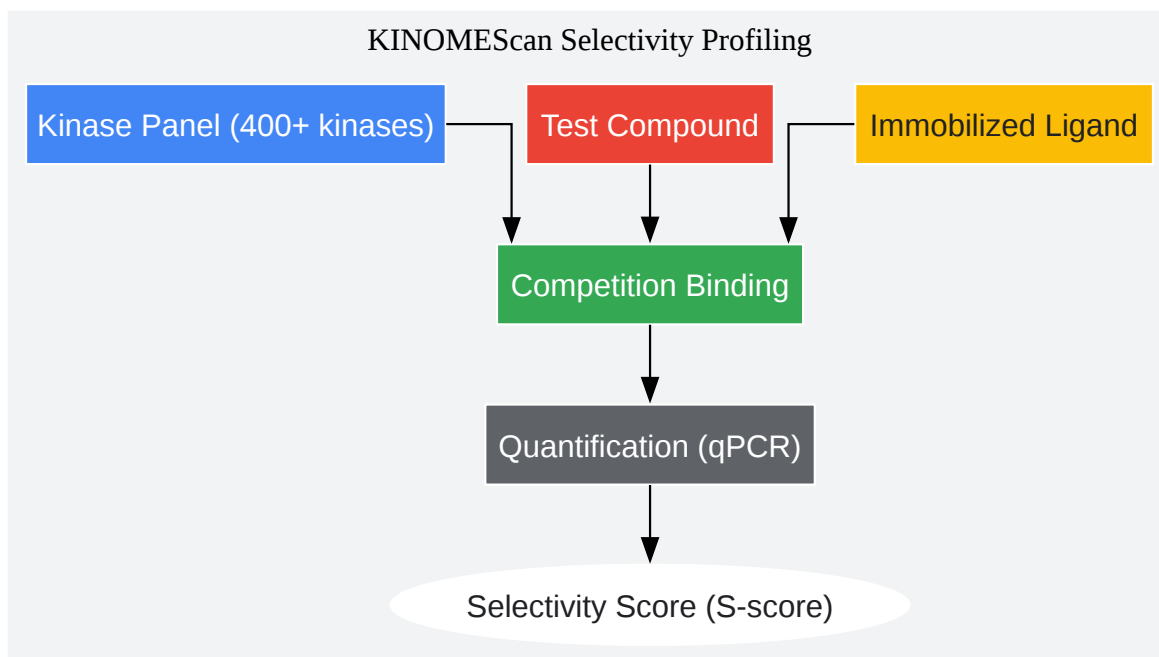 KINOMEScan Selectivity Profiling
Kinase Panel (400+ kinases)
Test Compound
Immobilized Ligand
Competition Binding
Quantification (qPCR)
Selectivity Score (S-score)